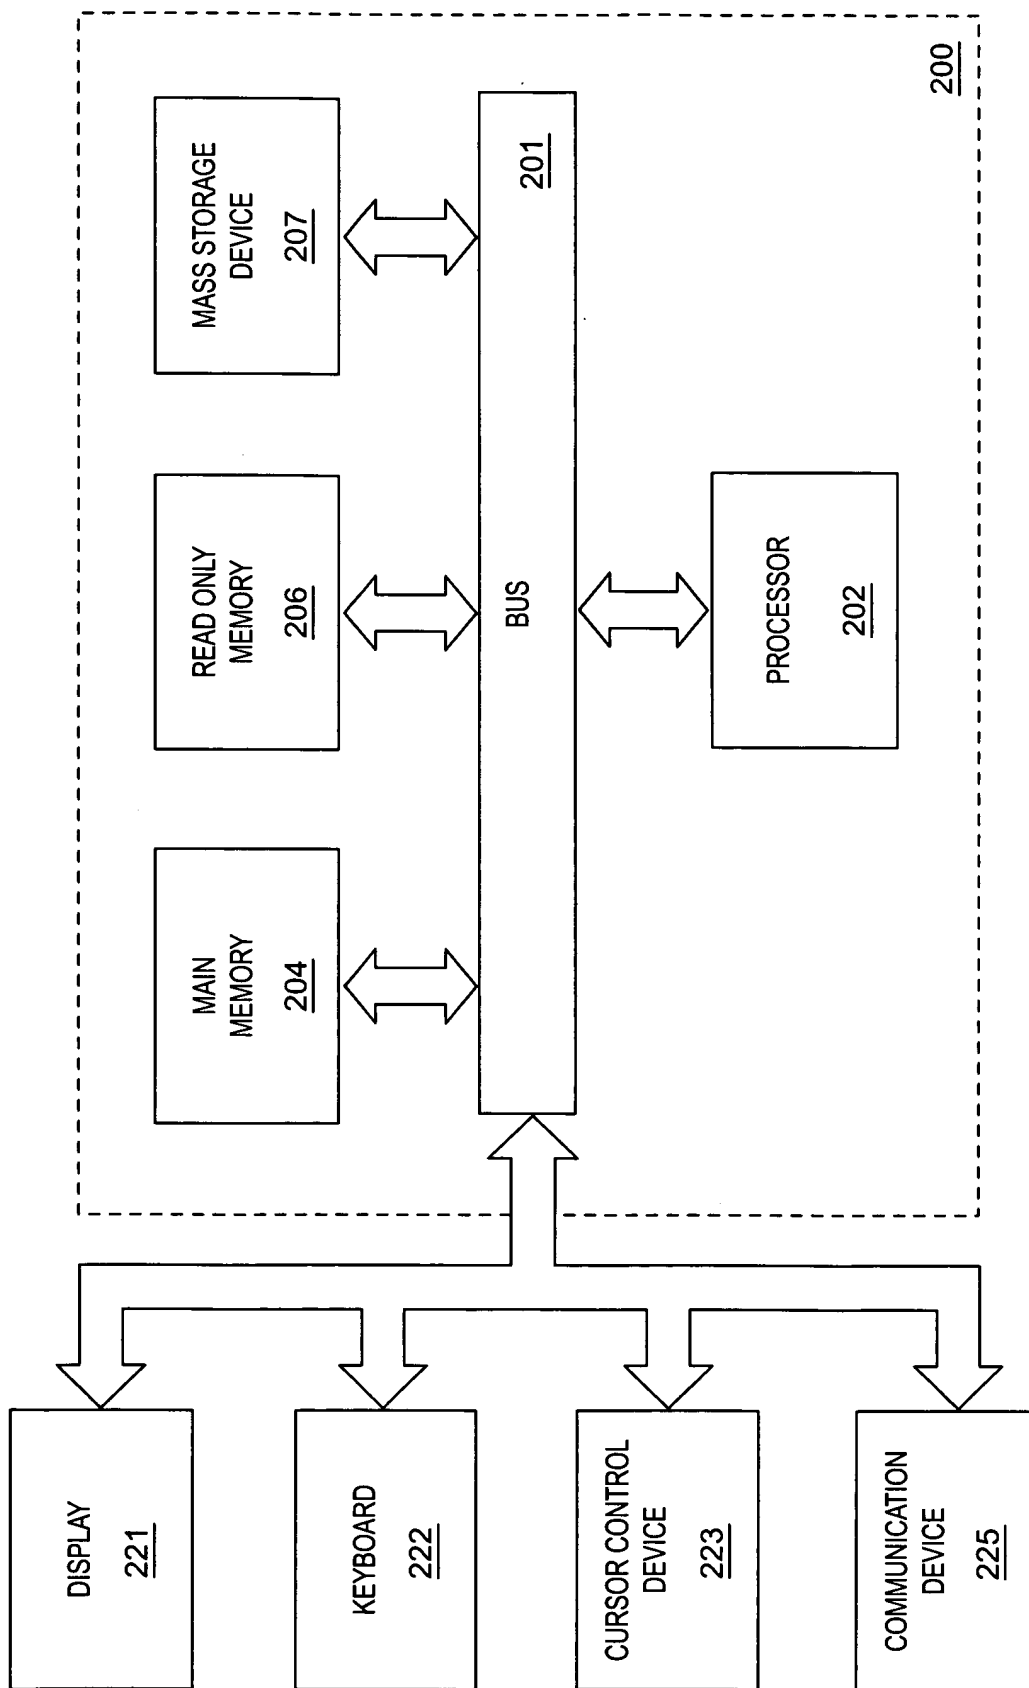 DISPLAY
221
KEYBOARD
222
CURSOR CONTROL
DEVICE
223
COMMUNICATION
DEVICE
225
MAIN
MEMORY
204
READ ONLY
MEMORY
206
MASS STORAGE
DEVICE
207
BUS
201
PROCESSOR
202
200